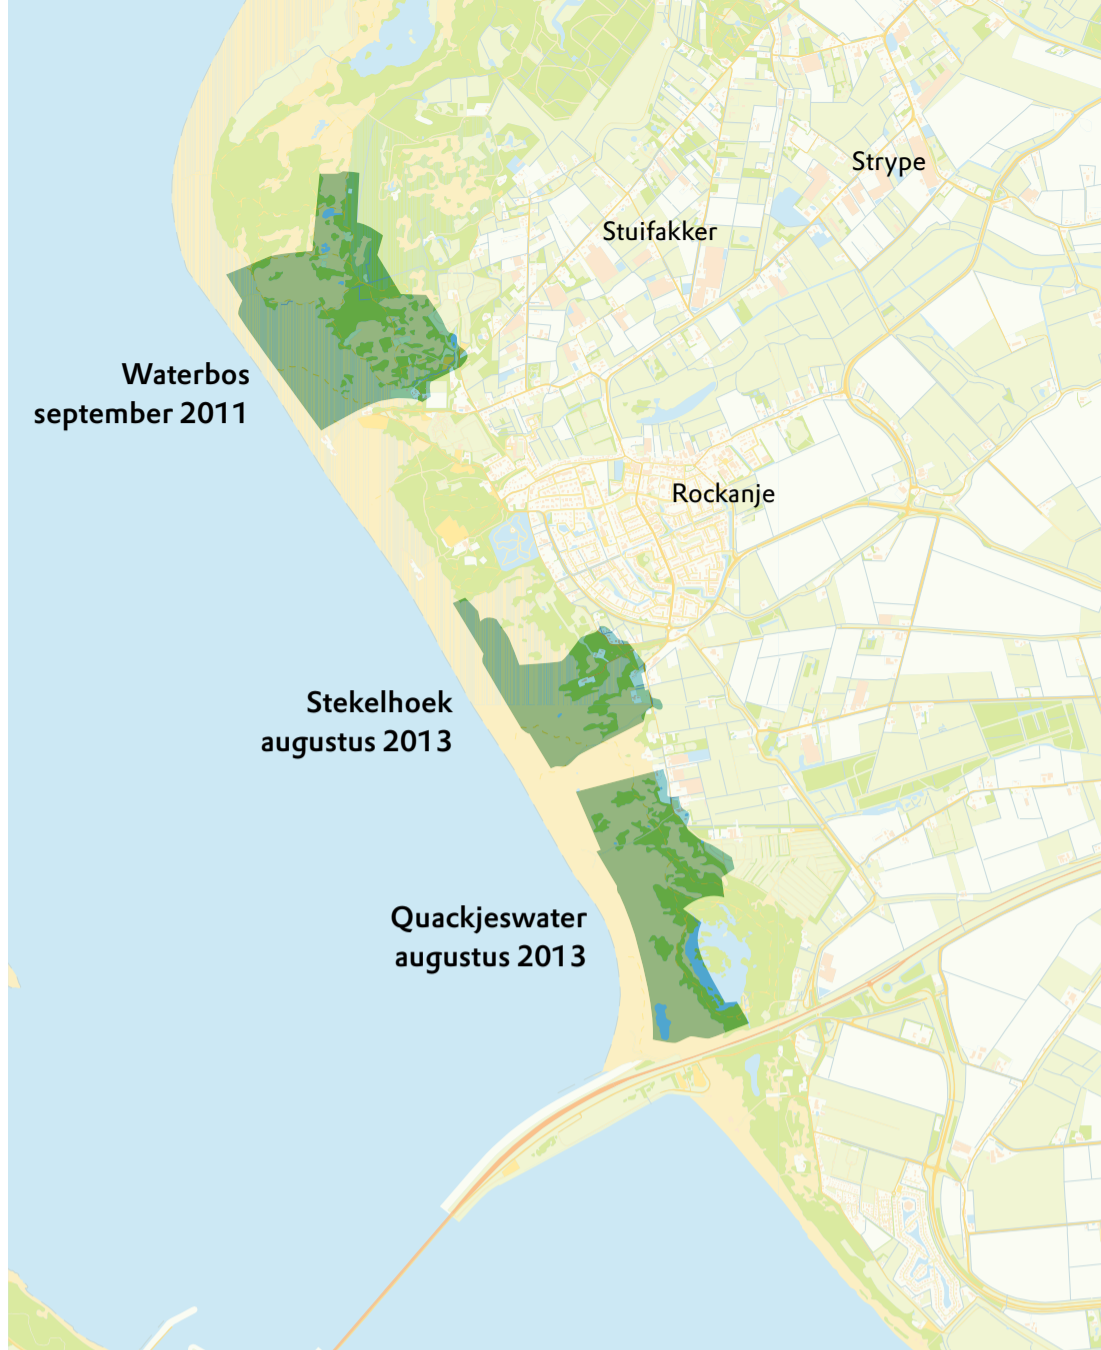 Strype
Stuifakker
Waterbos
september 2011
Rockanje
Stekelhoek
augustus 2013
Quackjeswater
augustus 2013